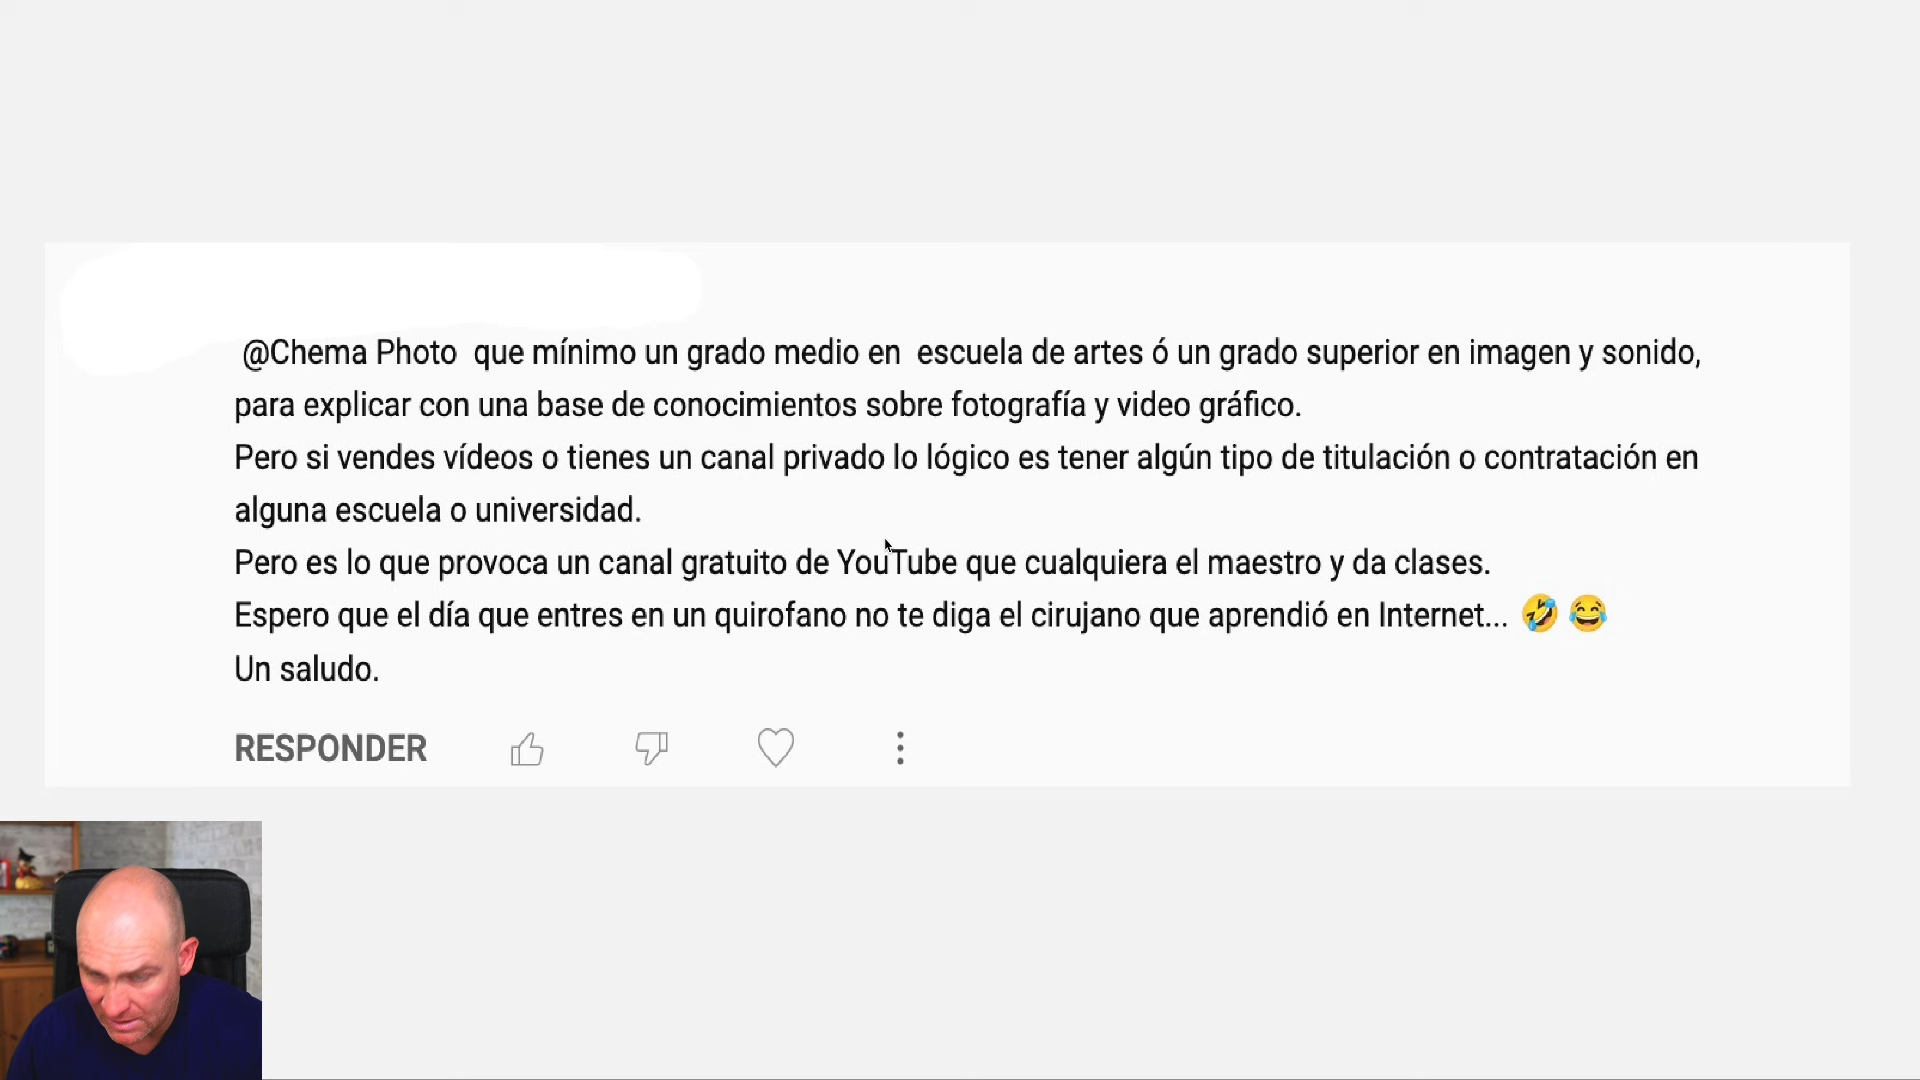 @Chema Photo que mínimo un grado medio en escuela de artes ó un grado superior en imagen y sonido,
para explicar con una base de conocimientos sobre fotografía y video gráfico.
Pero si vendes vídeos o tienes un canal privado lo lógico es tener algún tipo de titulación o contratación en
alguna escuela o universidad.
Pero es lo que provoca un canal gratuito de YouTube que cualquiera el maestro y da clases.
Espero que el día que entres en un quirofano no te diga el cirujano que aprendió en Internet... 🤣 😂
Un saludo.
RESPONDER